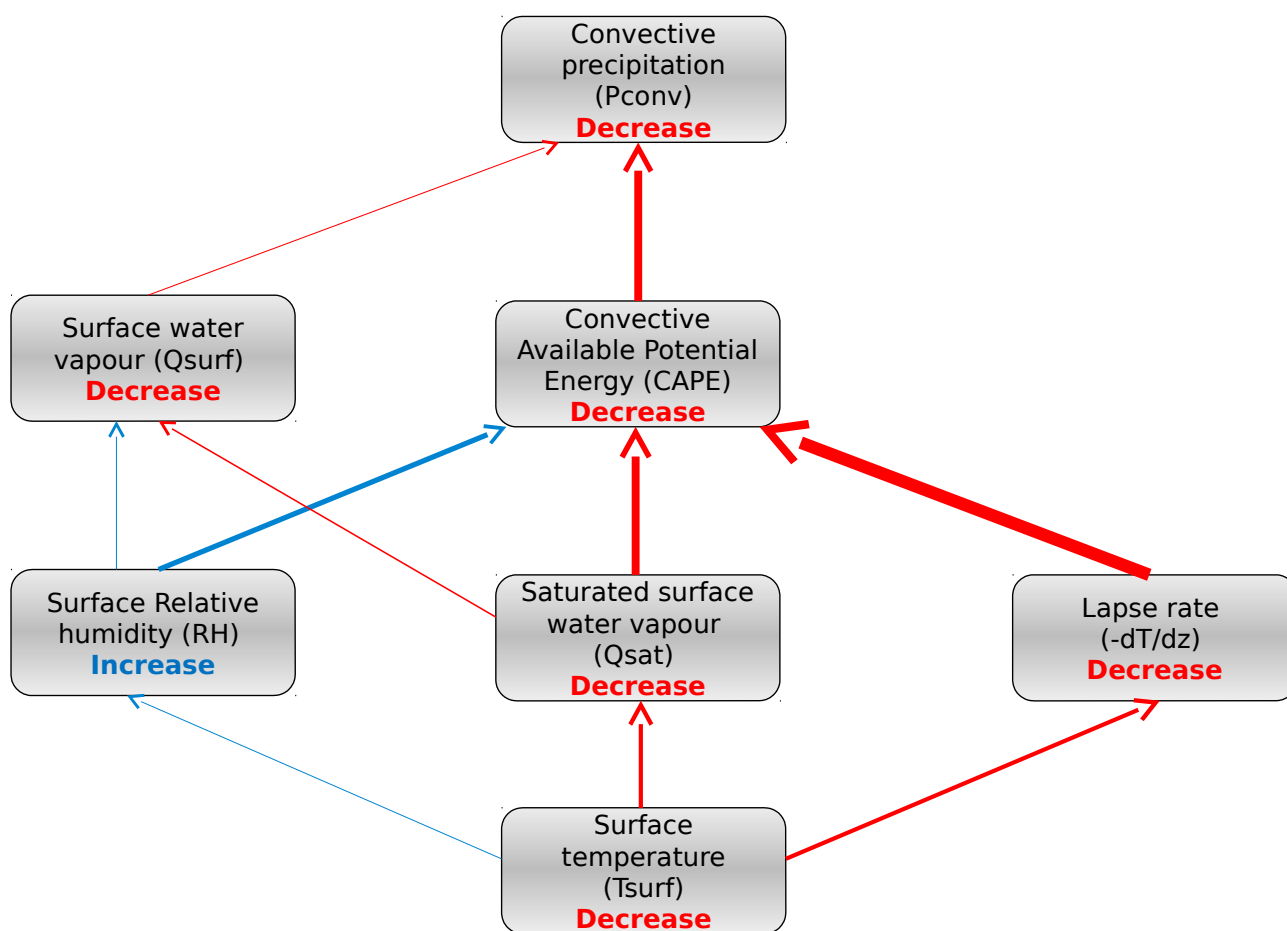 Convective
precipitation
(Pconv)
Decrease
Surface water
vapour (Qsurf)
Decrease
Convective
Available Potential
Energy (CAPE)
Decrease
Surface Relative
humidity (RH)
Increase
Saturated surface
water vapour
(Qsat)
Decrease
Lapse rate
(-dT/dz)
Decrease
Surface
temperature
(Tsurf)
Decrease